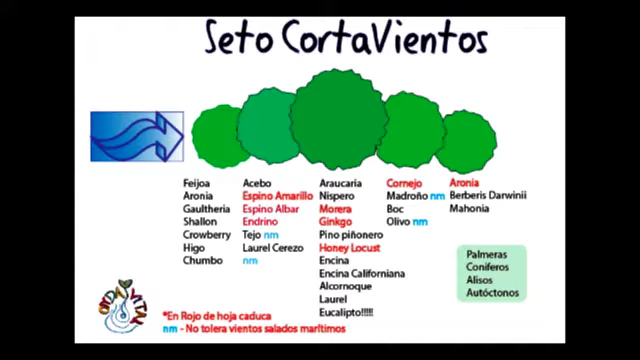 Seto CortaVientos
Feijoa
Aronia
Gaultheria
Shallon
Crowberry
Higo
Chumbo
Acebo
Espino Amarillo
Espino Albar
Endrino
Tejo nm
Laurel Cerezo
nm
Araucaria
Nispero
Morera
Ginkgo
Pino piñonero
Honey Locust
Encina
Encina Californiana
Alcornoque
Laurel
Eucalipto!!!!!
Cornejo
Madroño nm
Boc
Olivo nm
Aronia
Berberis Darwinii
Mahonia
Palmeras
Coníferos
Alisos
Autóctonos
ONDA VITAL
*En Rojo de hoja caduca
nm - No tolera vientos salados marítimos